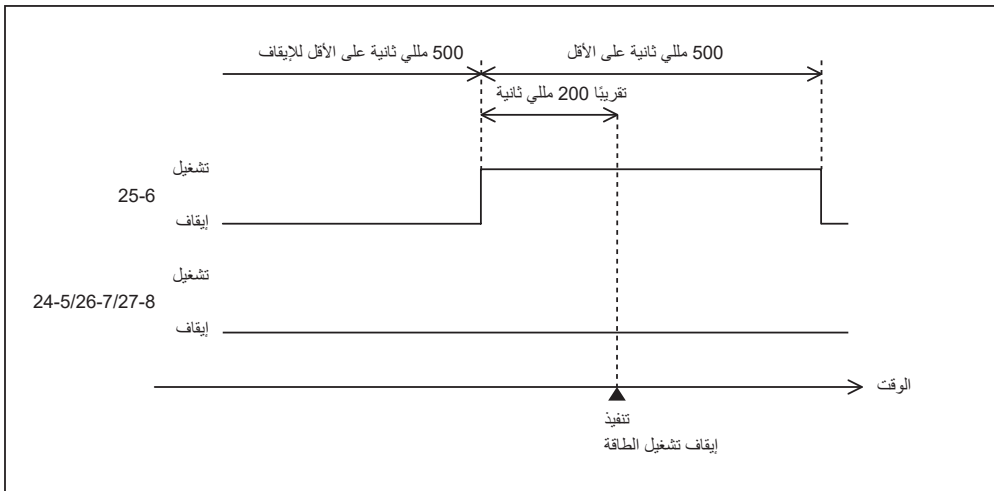 500 مللي ثانية على الأقل
500 مللي ثانية على الأقل للإيقاف
تقريبًا 200 مللي ثانية
تشغيل
25-6
إيقاف
تشغيل
24-5/26-7/27-8
إيقاف
الوقت
تنفيذ
إيقاف تشغيل الطاقة